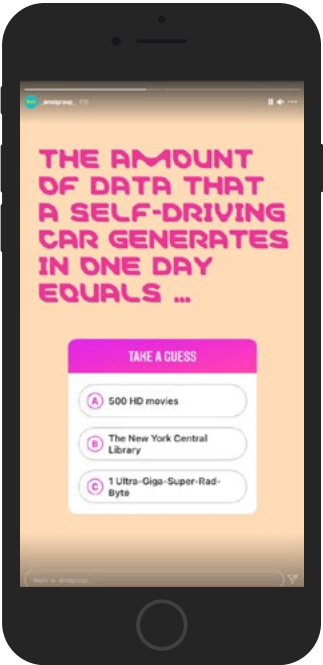 THE AMOUNT
OF DATA THAT
A SELF-DRIVING
CAR GENERATES
IN ONE DAY
EQUALS ...
TAKE A GUESS
A 500 HD movies
B The New York Central
Library
C 1 Ultra-Giga-Super-Rad-
Byte